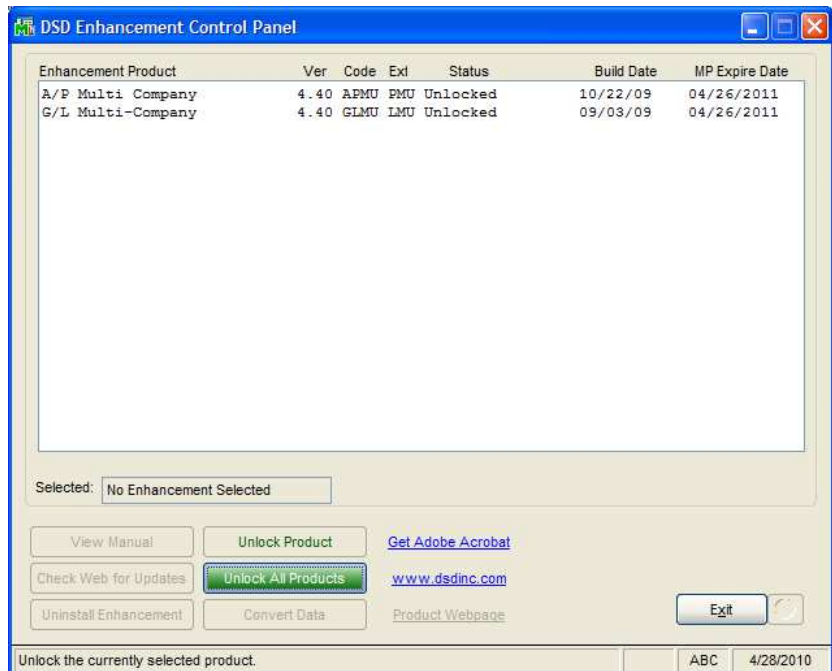 DSD Enhancement Control Panel
Enhancement Product Ver Code Ext Status Build Date MP Expire Date
A/P Multi Company 4.40 APMU PMU Unlocked 10/22/09 04/26/2011
G/L Multi-Company 4.40 GLMU LMU Unlocked 09/03/09 04/26/2011
Selected: No Enhancement Selected
View Manual Unlock Product Get Adobe Acrobat
Check Web for Updates Unlock All Products www.dsdinc.com
Uninstall Enhancement Convert Data Product Webpage Exit
Unlock the currently selected product. ABC 4/28/2010